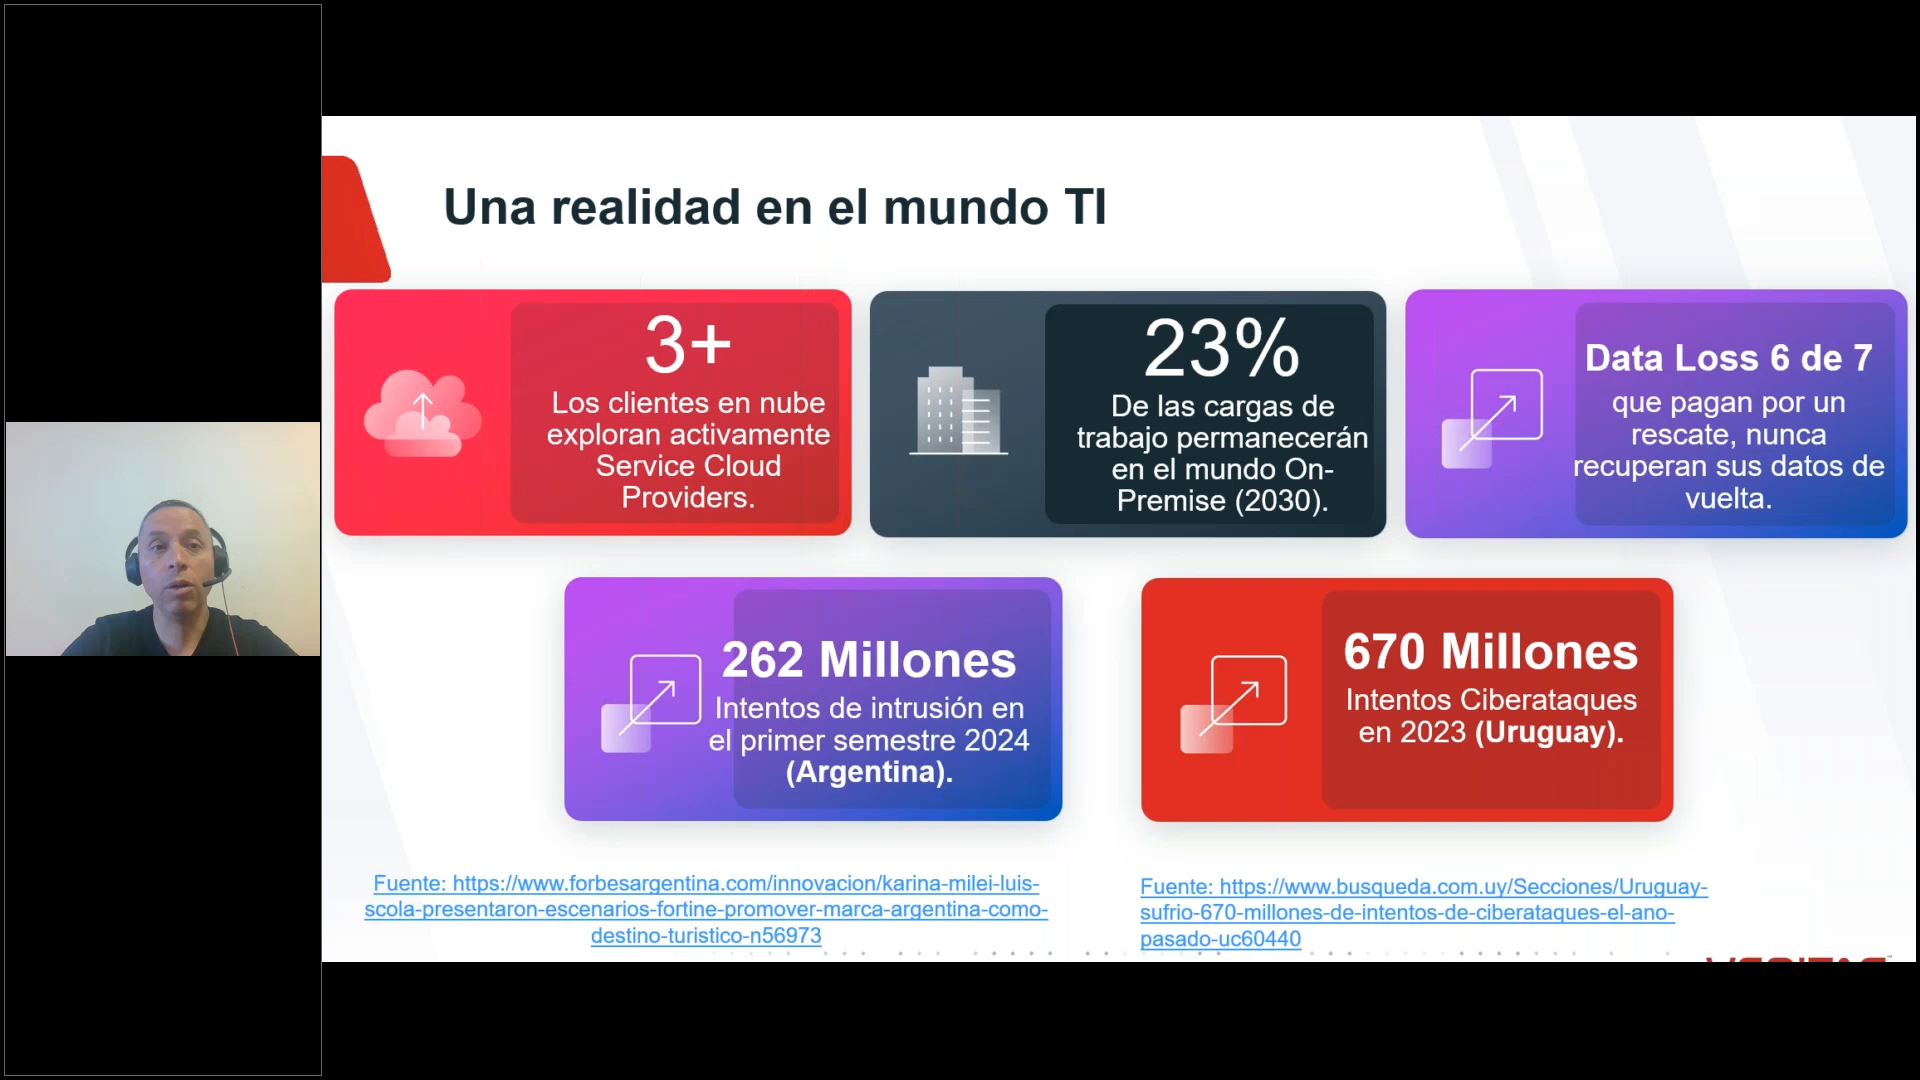 Una realidad en el mundo TI
3+
Los clientes en nube
exploran activamente
Service Cloud
Providers.
23%
De las cargas de
trabajo permanecerán
en el mundo On-
Premise (2030).
Data Loss 6 de 7
que pagan por un
rescate, nunca
recuperan sus datos de
vuelta.
262 Millones
Intentos de intrusión en
el primer semestre 2024
(Argentina).
670 Millones
Intentos Ciberataques
en 2023 (Uruguay).
Fuente: https://www.forbesargentina.com/innovacion/karina-milei-luis-
scola-presentaron-escenarios-fortine-promover-marca-argentina-como-
destino-turistico-n56973
Fuente: https://www.busqueda.com.uy/Secciones/Uruguay-
sufrio-670-millones-de-intentos-de-ciberataques-el-ano-
pasado-uc60440